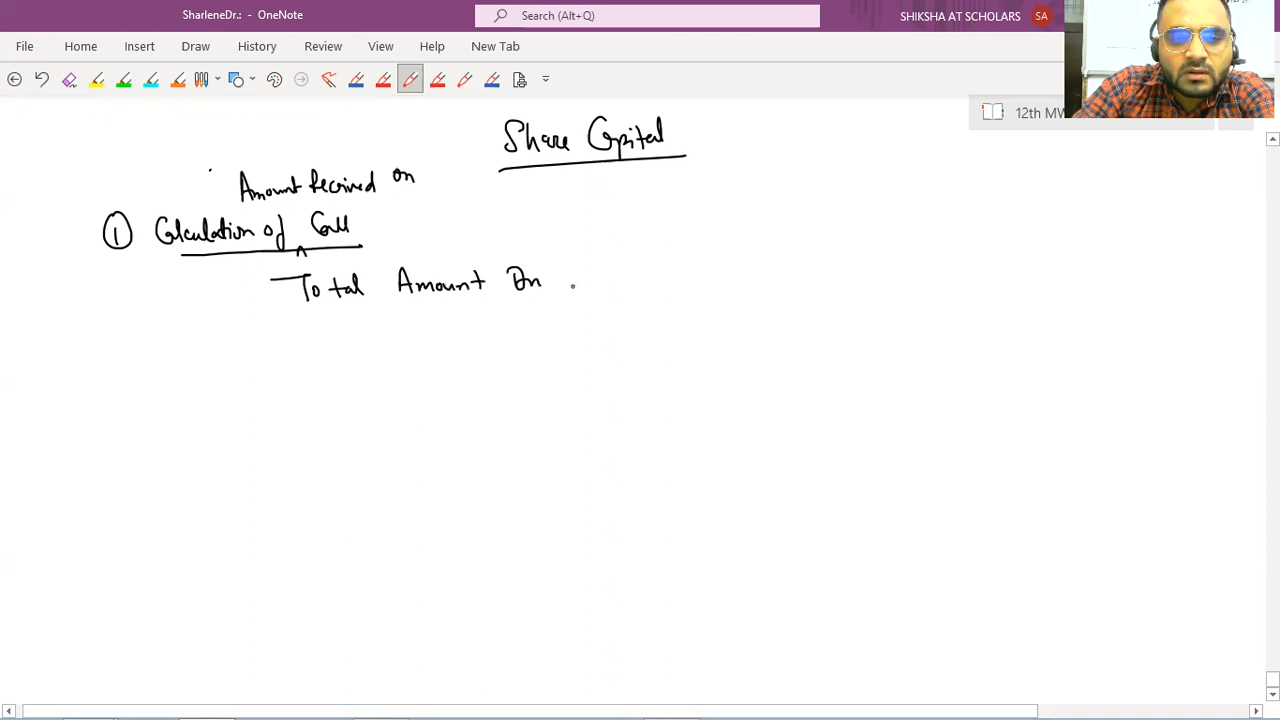 SharleneDr.: - OneNote
Search (Alt+Q)
SHIKSHA AT SCHOLARS SA
File Home Insert Draw History Review View Help New Tab
12th MW
Share Capital
Amount Received on
① Calculation of ^ Call
Total Amount Dn